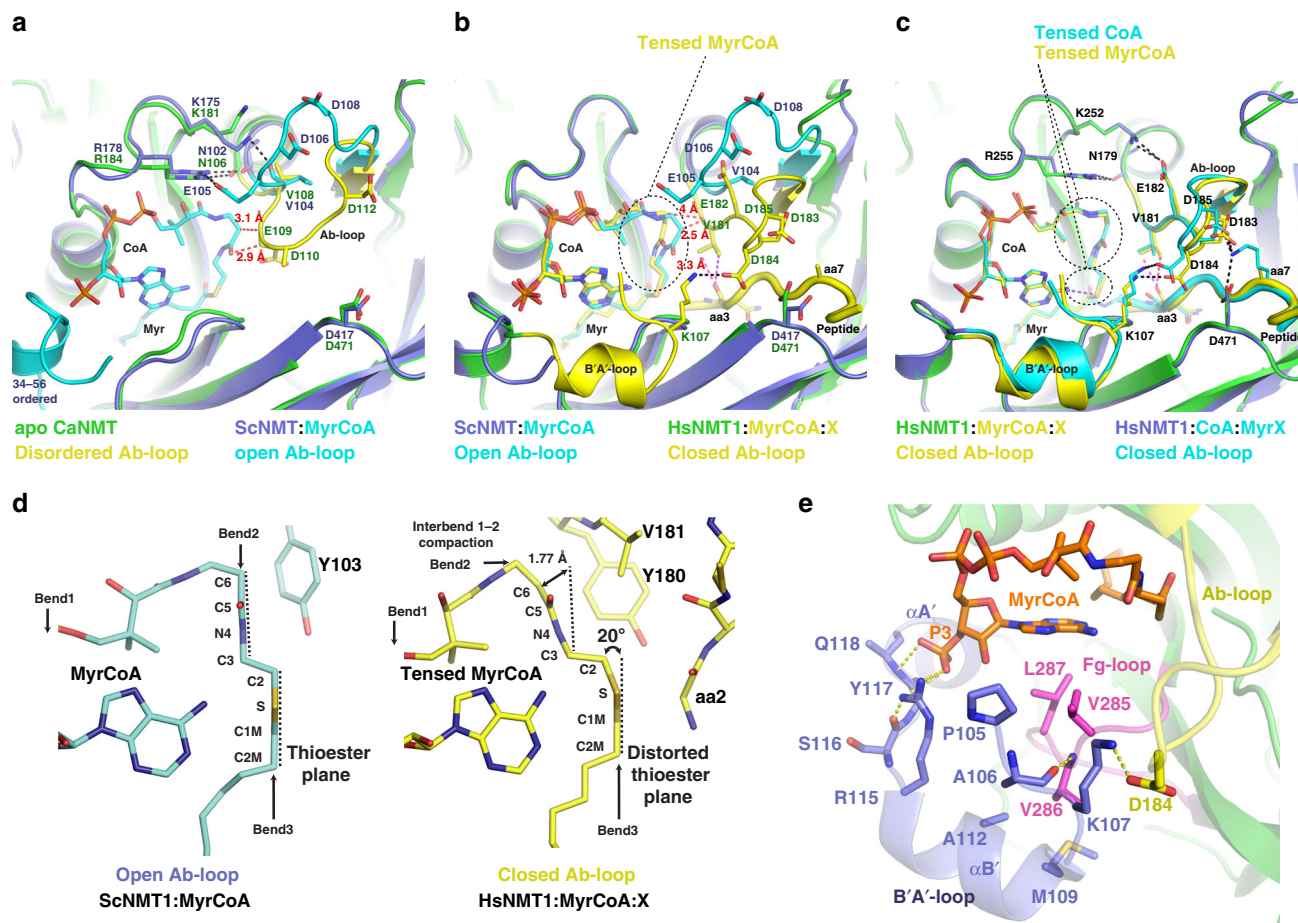 a
K175
K181
D108
R178
R184
N102
N106
D106
E105
V108
V104
D112
3.1 Å
E109
Ab-loop
CoA
2.9 Å
D110
Myr
D417
D471
34–56
ordered
apo CaNMT
ScNMT:MyrCoA
Disordered Ab-loop
open Ab-loop
b
Tensed MyrCoA
D108
D106
E105
V104
E182
4 Å
D185
D183
V181
2.5 Å
CoA
3.3 Å
D184
aa7
aa3
Myr
Peptide
K107
D417
D471
B′A′-loop
ScNMT:MyrCoA
HsNMT1:MyrCoA:X
Open Ab-loop
Closed Ab-loop
c
Tensed CoA
Tensed MyrCoA
K252
R255
N179
Ab-loop
E182
D185
V181
D183
CoA
D184
aa7
aa3
Myr
Peptide
K107
D471
B′A′-loop
HsNMT1:MyrCoA:X
HsNMT1:CoA:MyrX
Closed Ab-loop
Closed Ab-loop
d
Bend2
Y103
C6
C5
Bend1
N4
C3
MyrCoA
C2
S
C1M
C2M
Thioester
plane
Bend3
Open Ab-loop
ScNMT1:MyrCoA
Interbend 1–2
compaction
V181
1.77 Å
Bend2
Y180
C6
Bend1
C5
N4
20°
C3
Tensed MyrCoA
C2
S
aa2
C1M
C2M
Distorted
thioester
plane
Bend3
Closed Ab-loop
HsNMT1:MyrCoA:X
e
MyrCoA
Ab-loop
αA′
P3
Q118
L287
Fg-loop
Y117
V285
P105
S116
A106
R115
V286
D184
K107
A112
αB′
M109
B′A′-loop